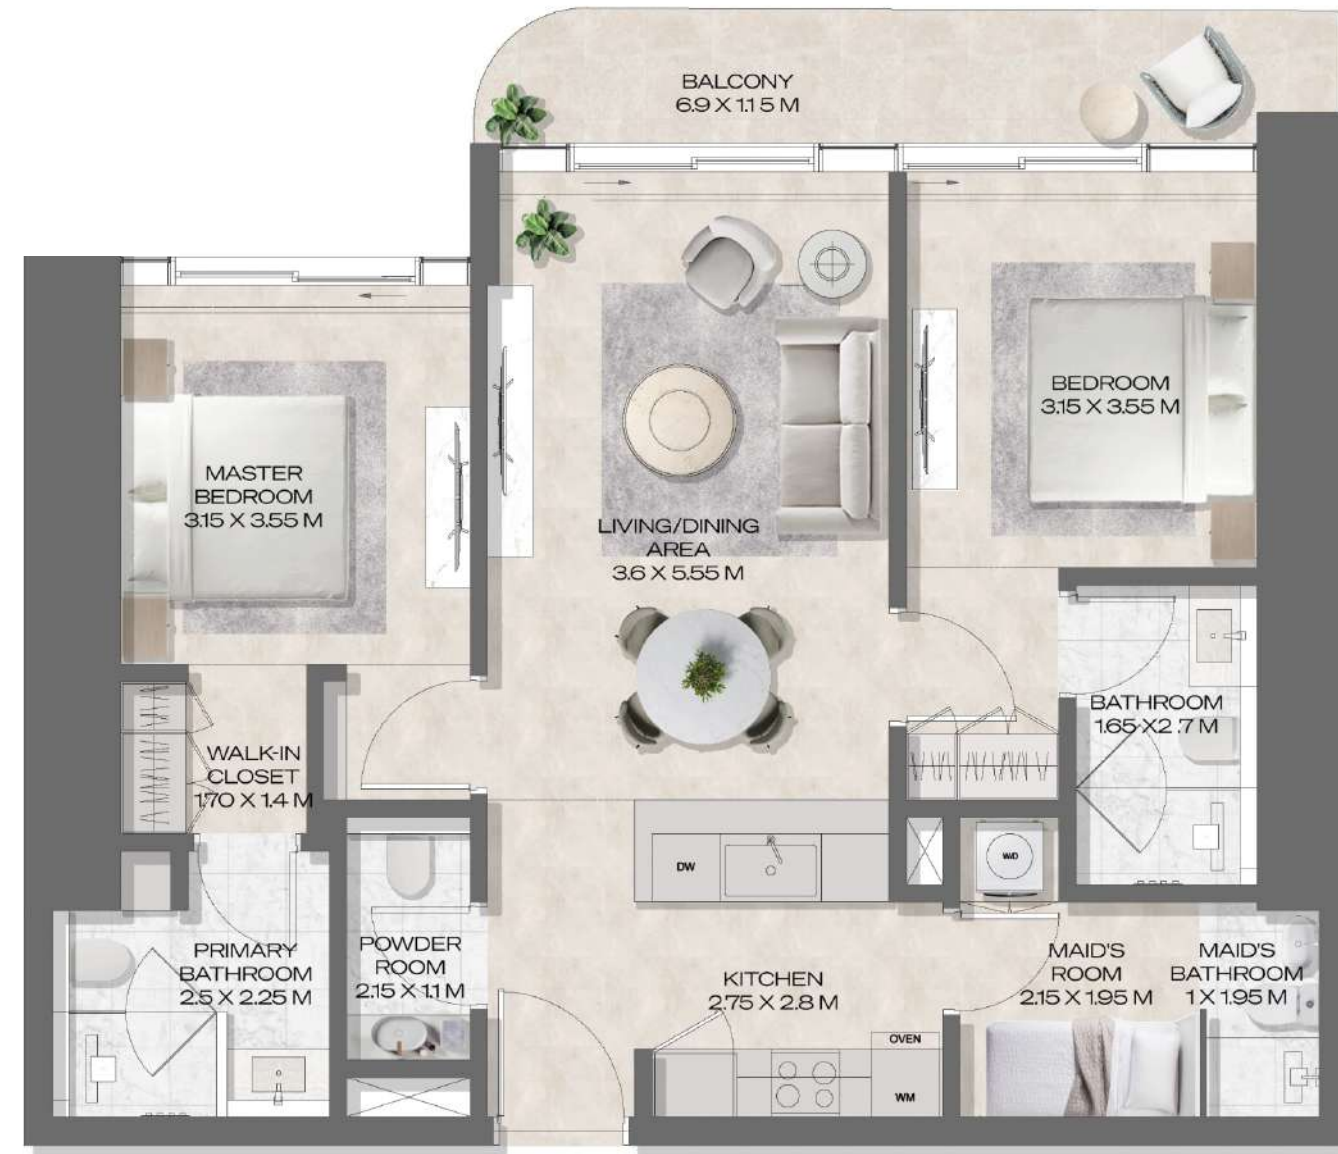 BALCONY
6.9 X 1.15 M
BEDROOM
3.15 X 3.55 M
MASTER
BEDROOM
3.15 X 3.55 M
LIVING/DINING
AREA
3.6 X 5.55 M
BATHROOM
1.65 X2 .7 M
WALK-IN
CLOSET
1.70 X 1.4 M
DW
W/D
POWDER
ROOM
2.15 X 1.1 M
PRIMARY
BATHROOM
2.5 X 2.25 M
KITCHEN
2.75 X 2.8 M
MAID'S
ROOM
2.15 X 1.95 M
MAID'S
BATHROOM
1 X 1.95 M
OVEN
WM